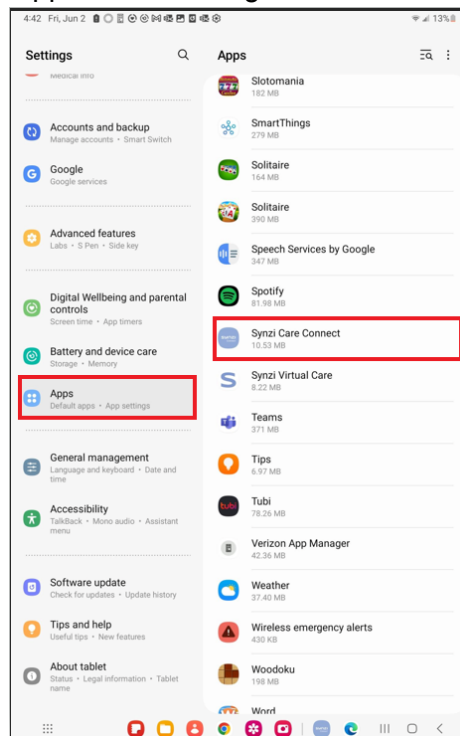 4:42 Fri, Jun 2
13%
Settings
Medical info
Accounts and backup
Manage accounts • Smart Switch
Google
Google services
Advanced features
Labs • S Pen • Side key
Digital Wellbeing and parental
controls
Screen time • App timers
Battery and device care
Storage • Memory
Apps
Default apps • App settings
General management
Language and keyboard • Date and
time
Accessibility
TalkBack • Mono audio • Assistant
menu
Software update
Check for updates • Update history
Tips and help
Useful tips • New features
About tablet
Status • Legal information • Tablet
name
Apps
Slotomania
182 MB
SmartThings
279 MB
Solitaire
164 MB
Solitaire
390 MB
Speech Services by Google
347 MB
Spotify
81.98 MB
Synzi Care Connect
10.53 MB
Synzi Virtual Care
8.22 MB
Teams
371 MB
Tips
6.97 MB
tubi
Tubi
78.26 MB
Verizon App Manager
42.36 MB
Weather
37.40 MB
Wireless emergency alerts
430 KB
Woodoku
198 MB
Word